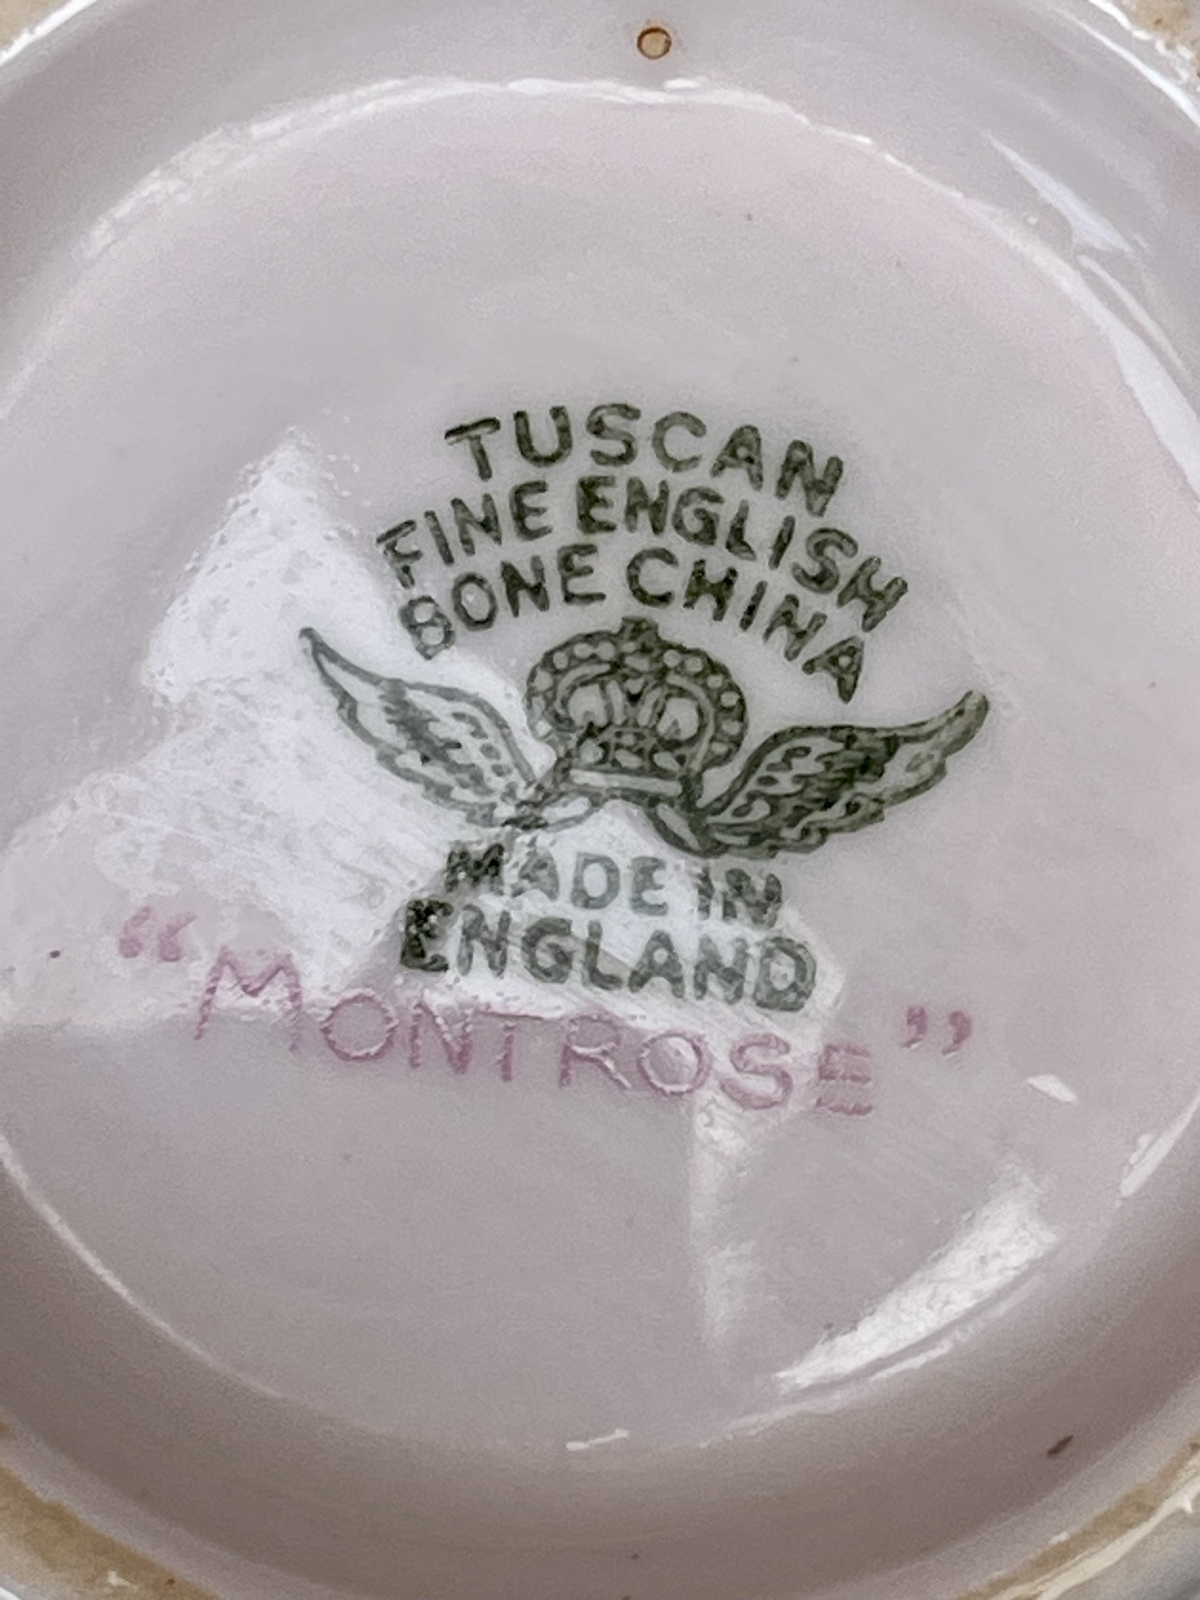 TUSCAN
FINE ENGLISH
BONE CHINA
MADE IN
ENGLAND
“MONTROSE”